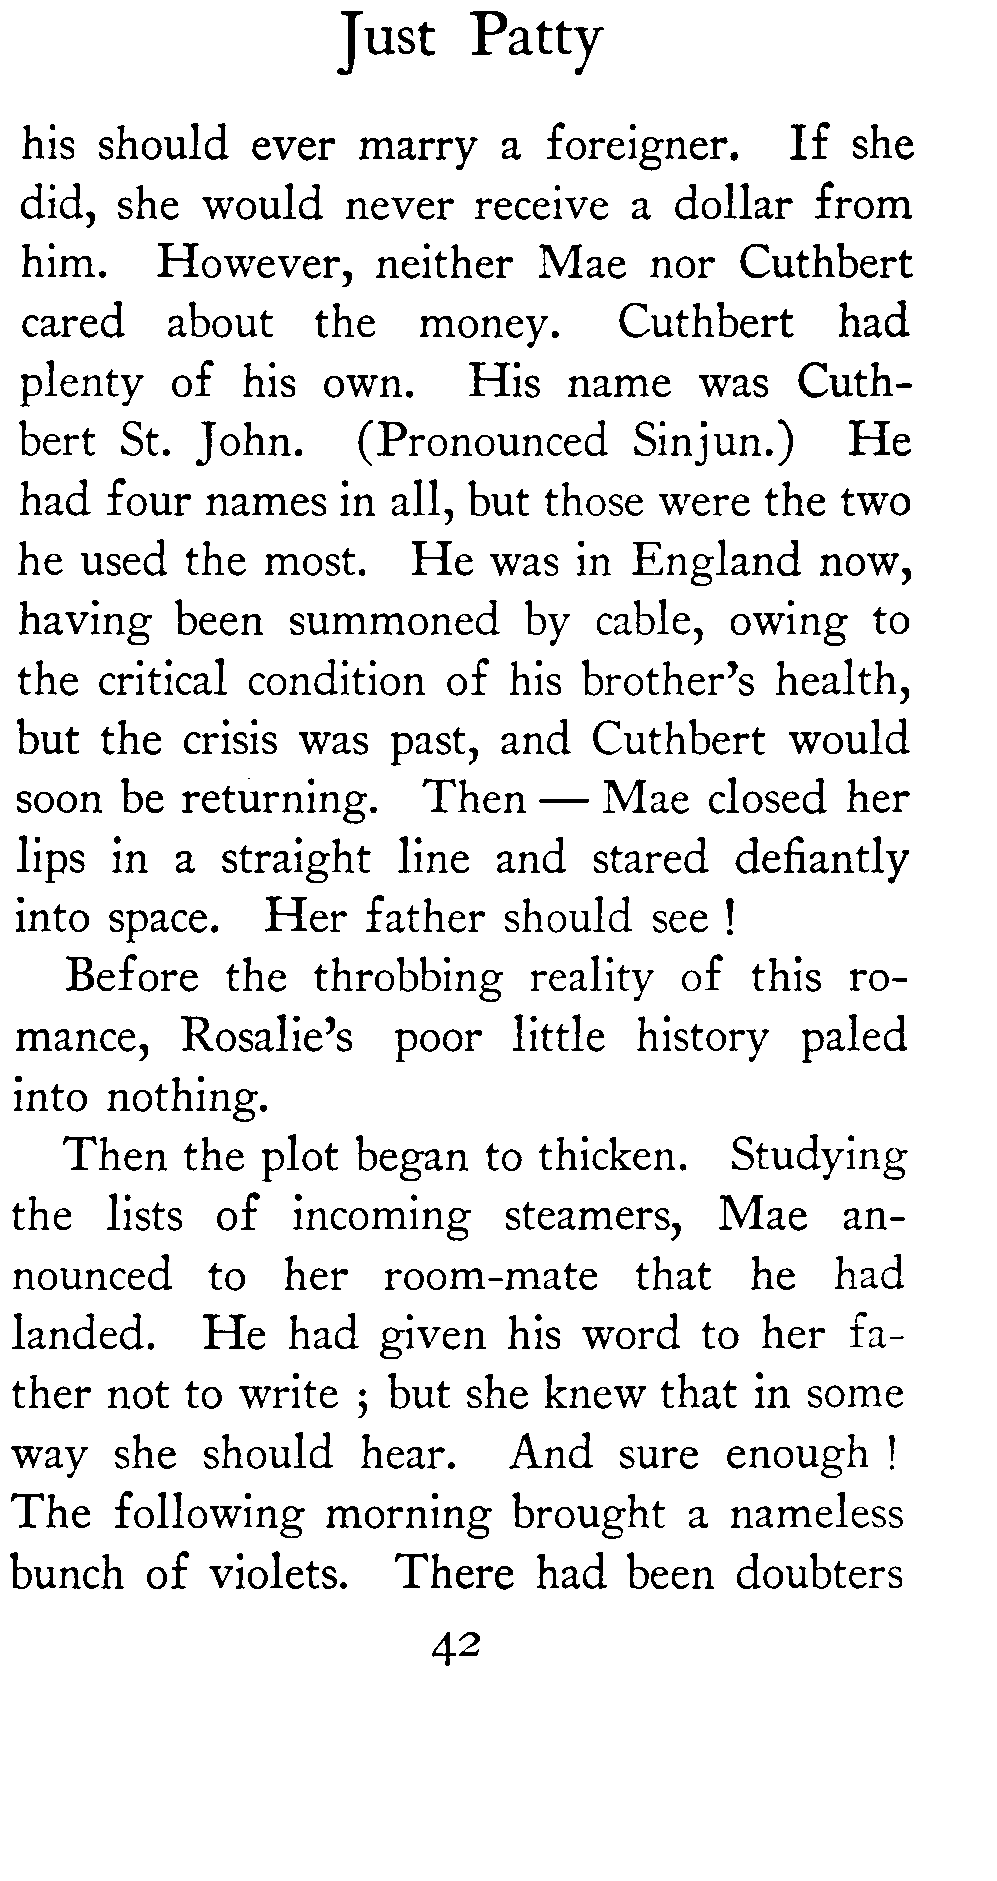 Just Patty
his should ever marry a foreigner. If she
did, she would never receive a dollar from
him. However, neither Mae nor Cuthbert
cared about the money. Cuthbert had
plenty of his own. His name was Cuth-
bert St. John. (Pronounced Sinjun.) He
had four names in all, but those were the two
he used the most. He was in England now,
having been summoned by cable, owing to
the critical condition of his brother's health,
but the crisis was past, and Cuthbert would
soon be returning. Then — Mae closed her
lips in a straight line and stared defiantly
into space. Her father should see !
Before the throbbing reality of this ro-
mance, Rosalie's poor little history paled
into nothing.
Then the plot began to thicken. Studying
the lists of incoming steamers, Mae an-
nounced to her room-mate that he had
landed. He had given his word to her fa-
ther not to write ; but she knew that in some
way she should hear. And sure enough !
The following morning brought a nameless
bunch of violets. There had been doubters
42